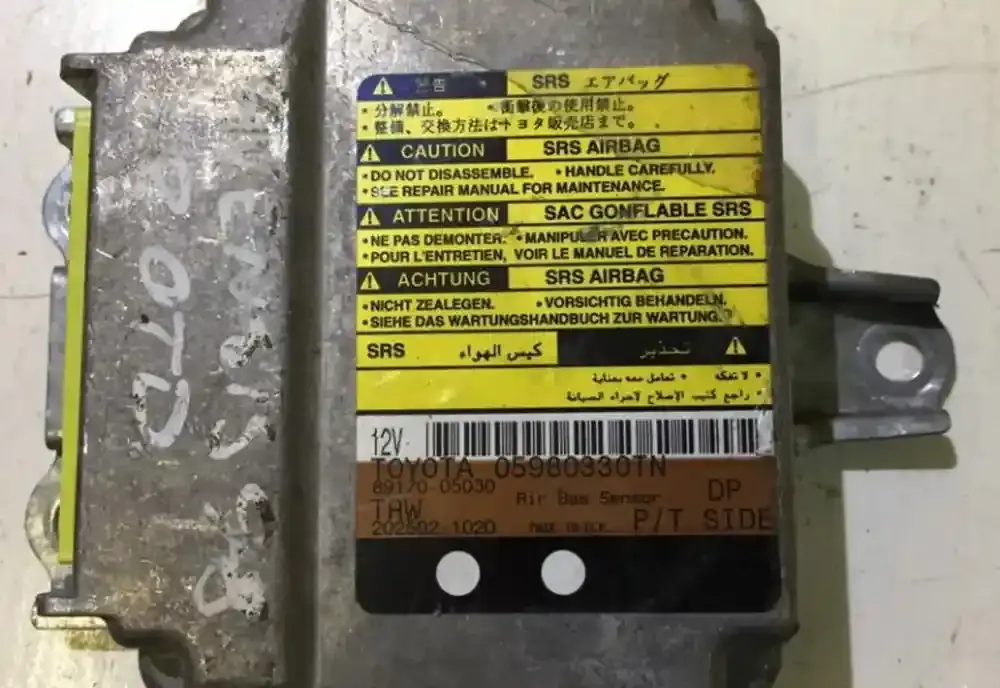 警告 SRS エアバッグ
・分解禁止。 ・衝撃後の使用禁止。
・整備、交換方法はトヨタ販売店まで。
CAUTION SRS AIRBAG
•DO NOT DISASSEMBLE. •HANDLE CAREFULLY.
•SEE REPAIR MANUAL FOR MAINTENANCE.
ATTENTION SAC GONFLABLE SRS
•NE PAS DEMONTER. •MANIPULER AVEC PRECAUTION.
•POUR L'ENTRETIEN, VOIR LE MANUEL DE REPARATION.
ACHTUNG SRS AIRBAG
•NICHT ZEALEGEN. •VORSICHTIG BEHANDELN.
•SIEHE DAS WARTUNGSHANDBUCH ZUR WARTUNG.
تحذير كيس الهواء SRS
• لا تفكه • تعامل معه بعناية
• راجع كتيب الإصلاح لاجراء الصيانة
12V
TOYOTA 05980330TN
89170-05030 Air Bag Sensor DP
TAW P/T SIDE
202592-102D